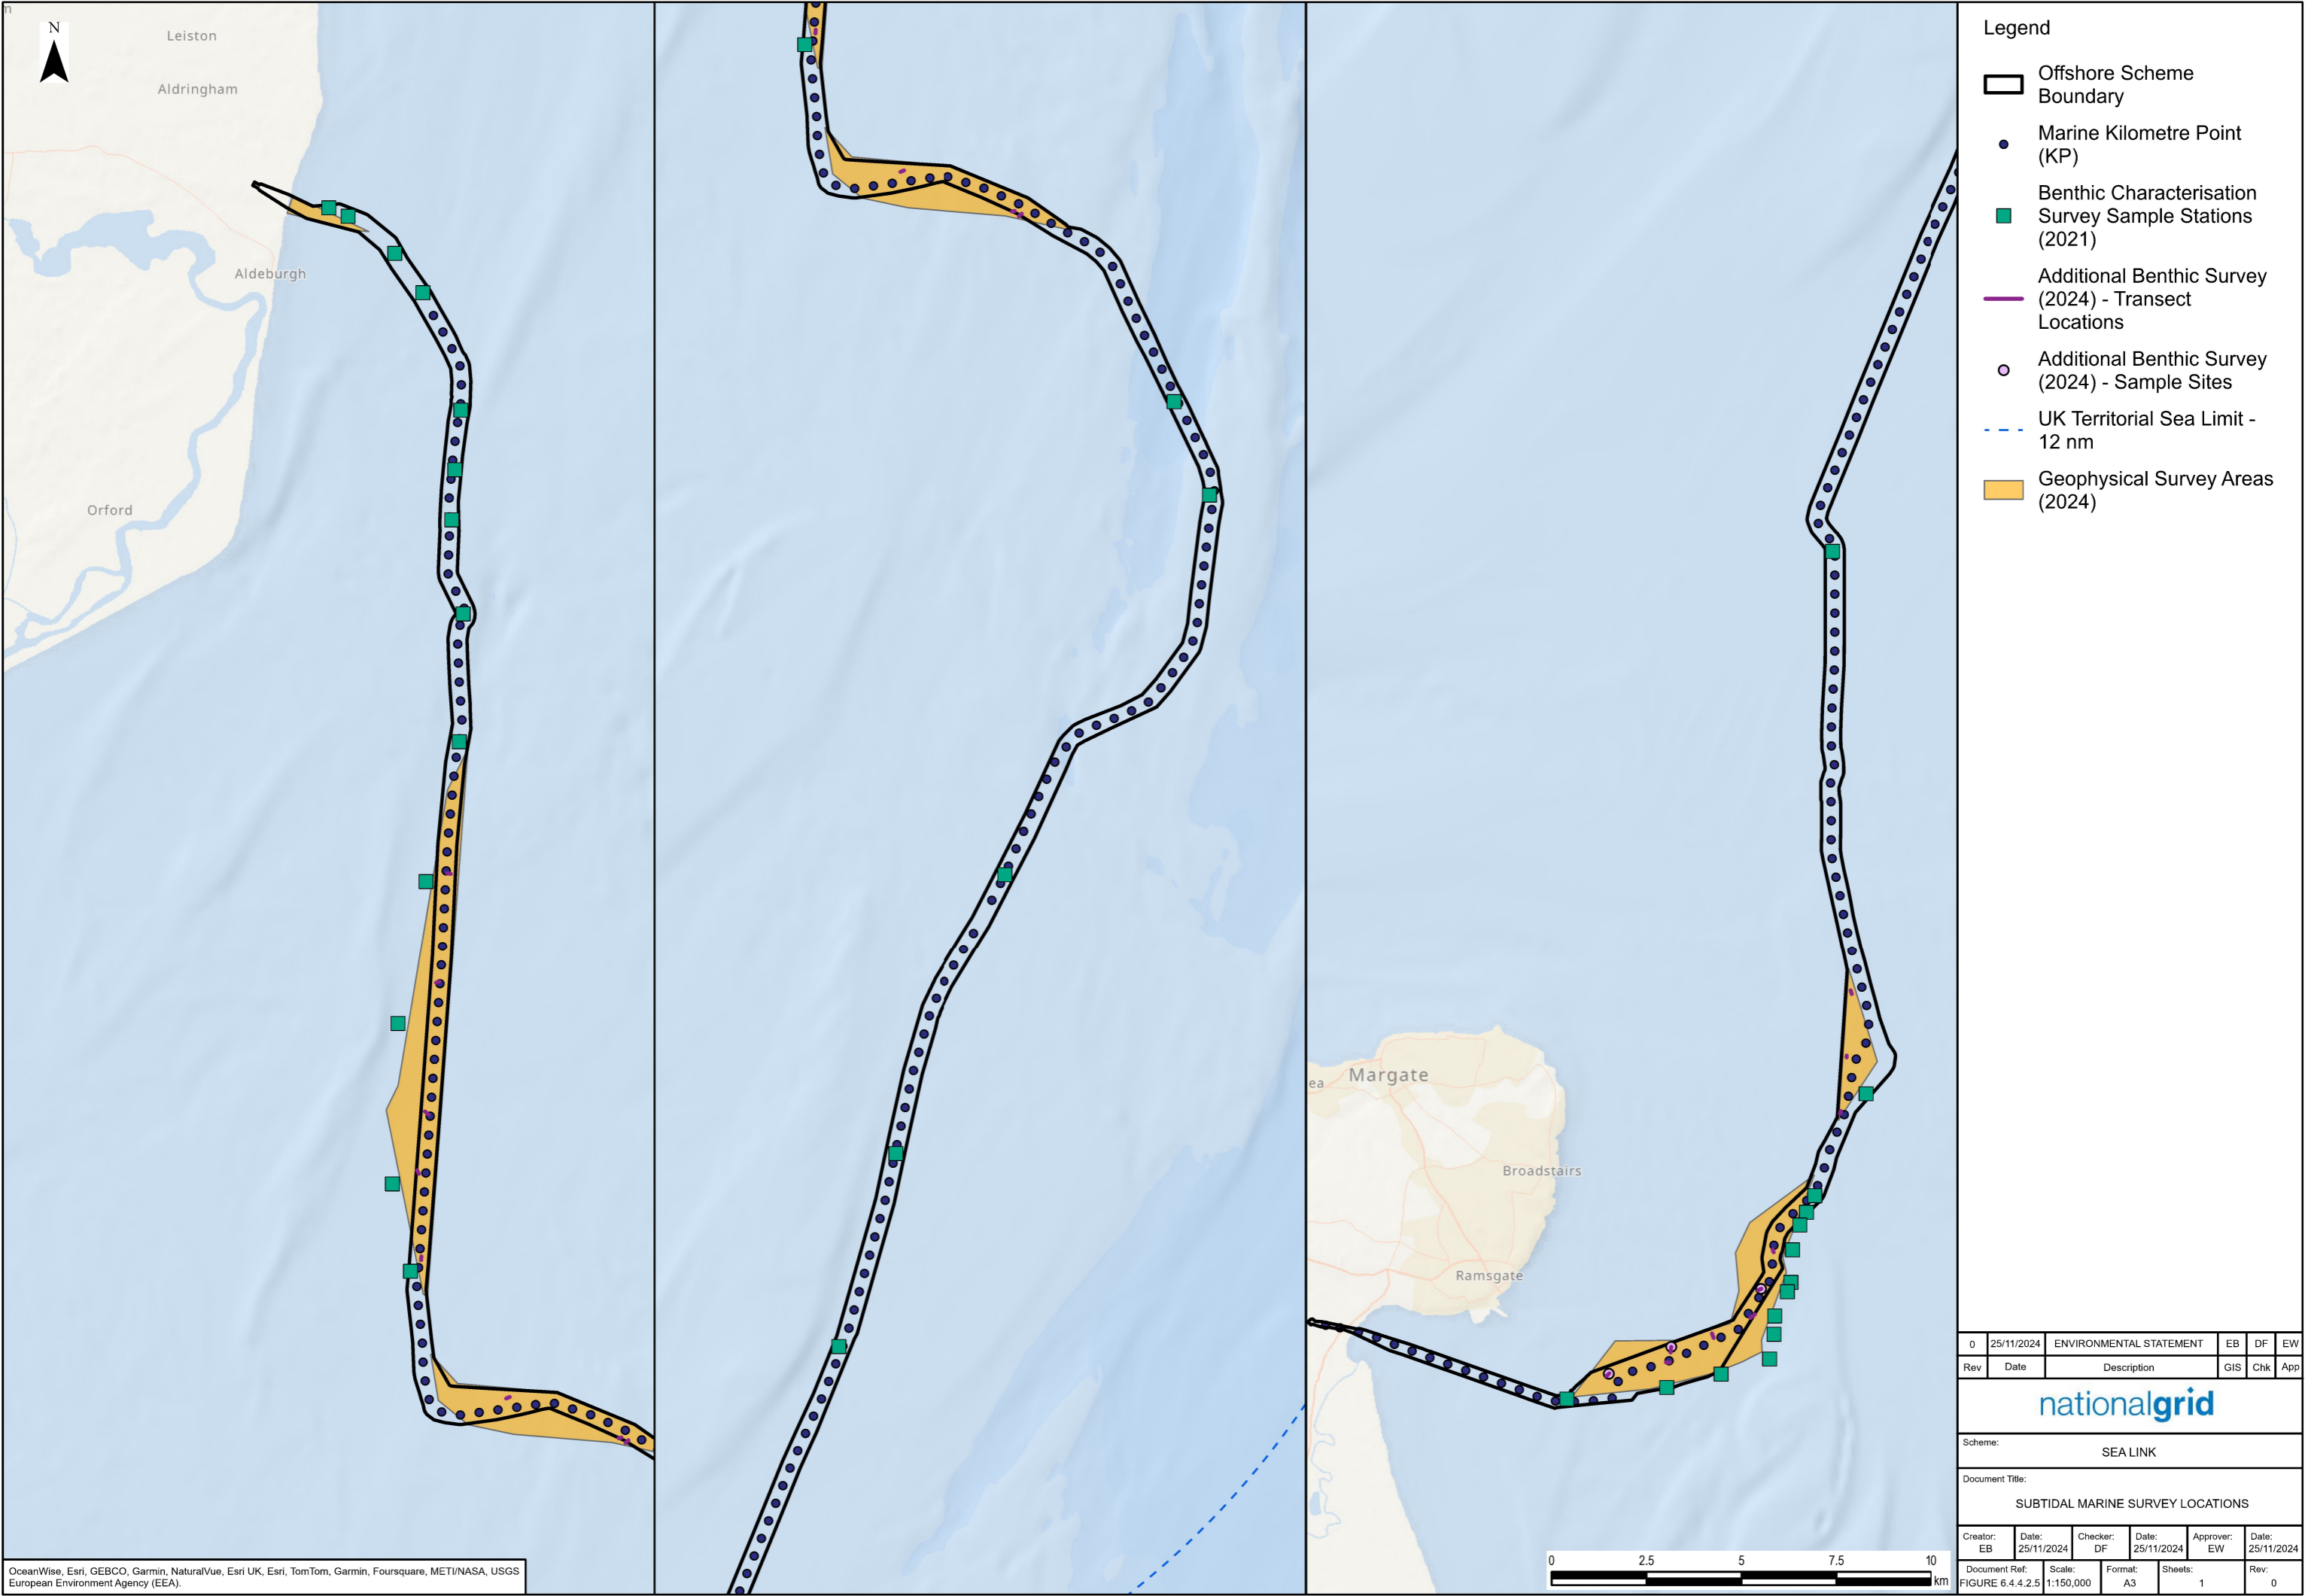 N
Leiston
Aldringham
Aldeburgh
Orford
Margate
Broadstairs
Ramsgate
ea
0 2.5 5 7.5 10
km
OceanWise, Esri, GEBCO, Garmin, NaturalVue, Esri UK, Esri, TomTom, Garmin, Foursquare, METI/NASA, USGS
European Environment Agency (EEA).
Legend
Offshore Scheme
Boundary
Marine Kilometre Point
(KP)
Benthic Characterisation
Survey Sample Stations
(2021)
Additional Benthic Survey
(2024) - Transect
Locations
Additional Benthic Survey
(2024) - Sample Sites
UK Territorial Sea Limit -
12 nm
Geophysical Survey Areas
(2024)
0 25/11/2024 ENVIRONMENTAL STATEMENT EB DF EW
Rev Date Description GIS Chk App
nationalgrid
Scheme:
SEA LINK
Document Title:
SUBTIDAL MARINE SURVEY LOCATIONS
Creator: Date: Checker: Date: Approver: Date:
EB 25/11/2024 DF 25/11/2024 EW 25/11/2024
Document Ref: Scale: Format: Sheets: Rev:
FIGURE 6.4.4.2.5 1:150,000 A3 1 0